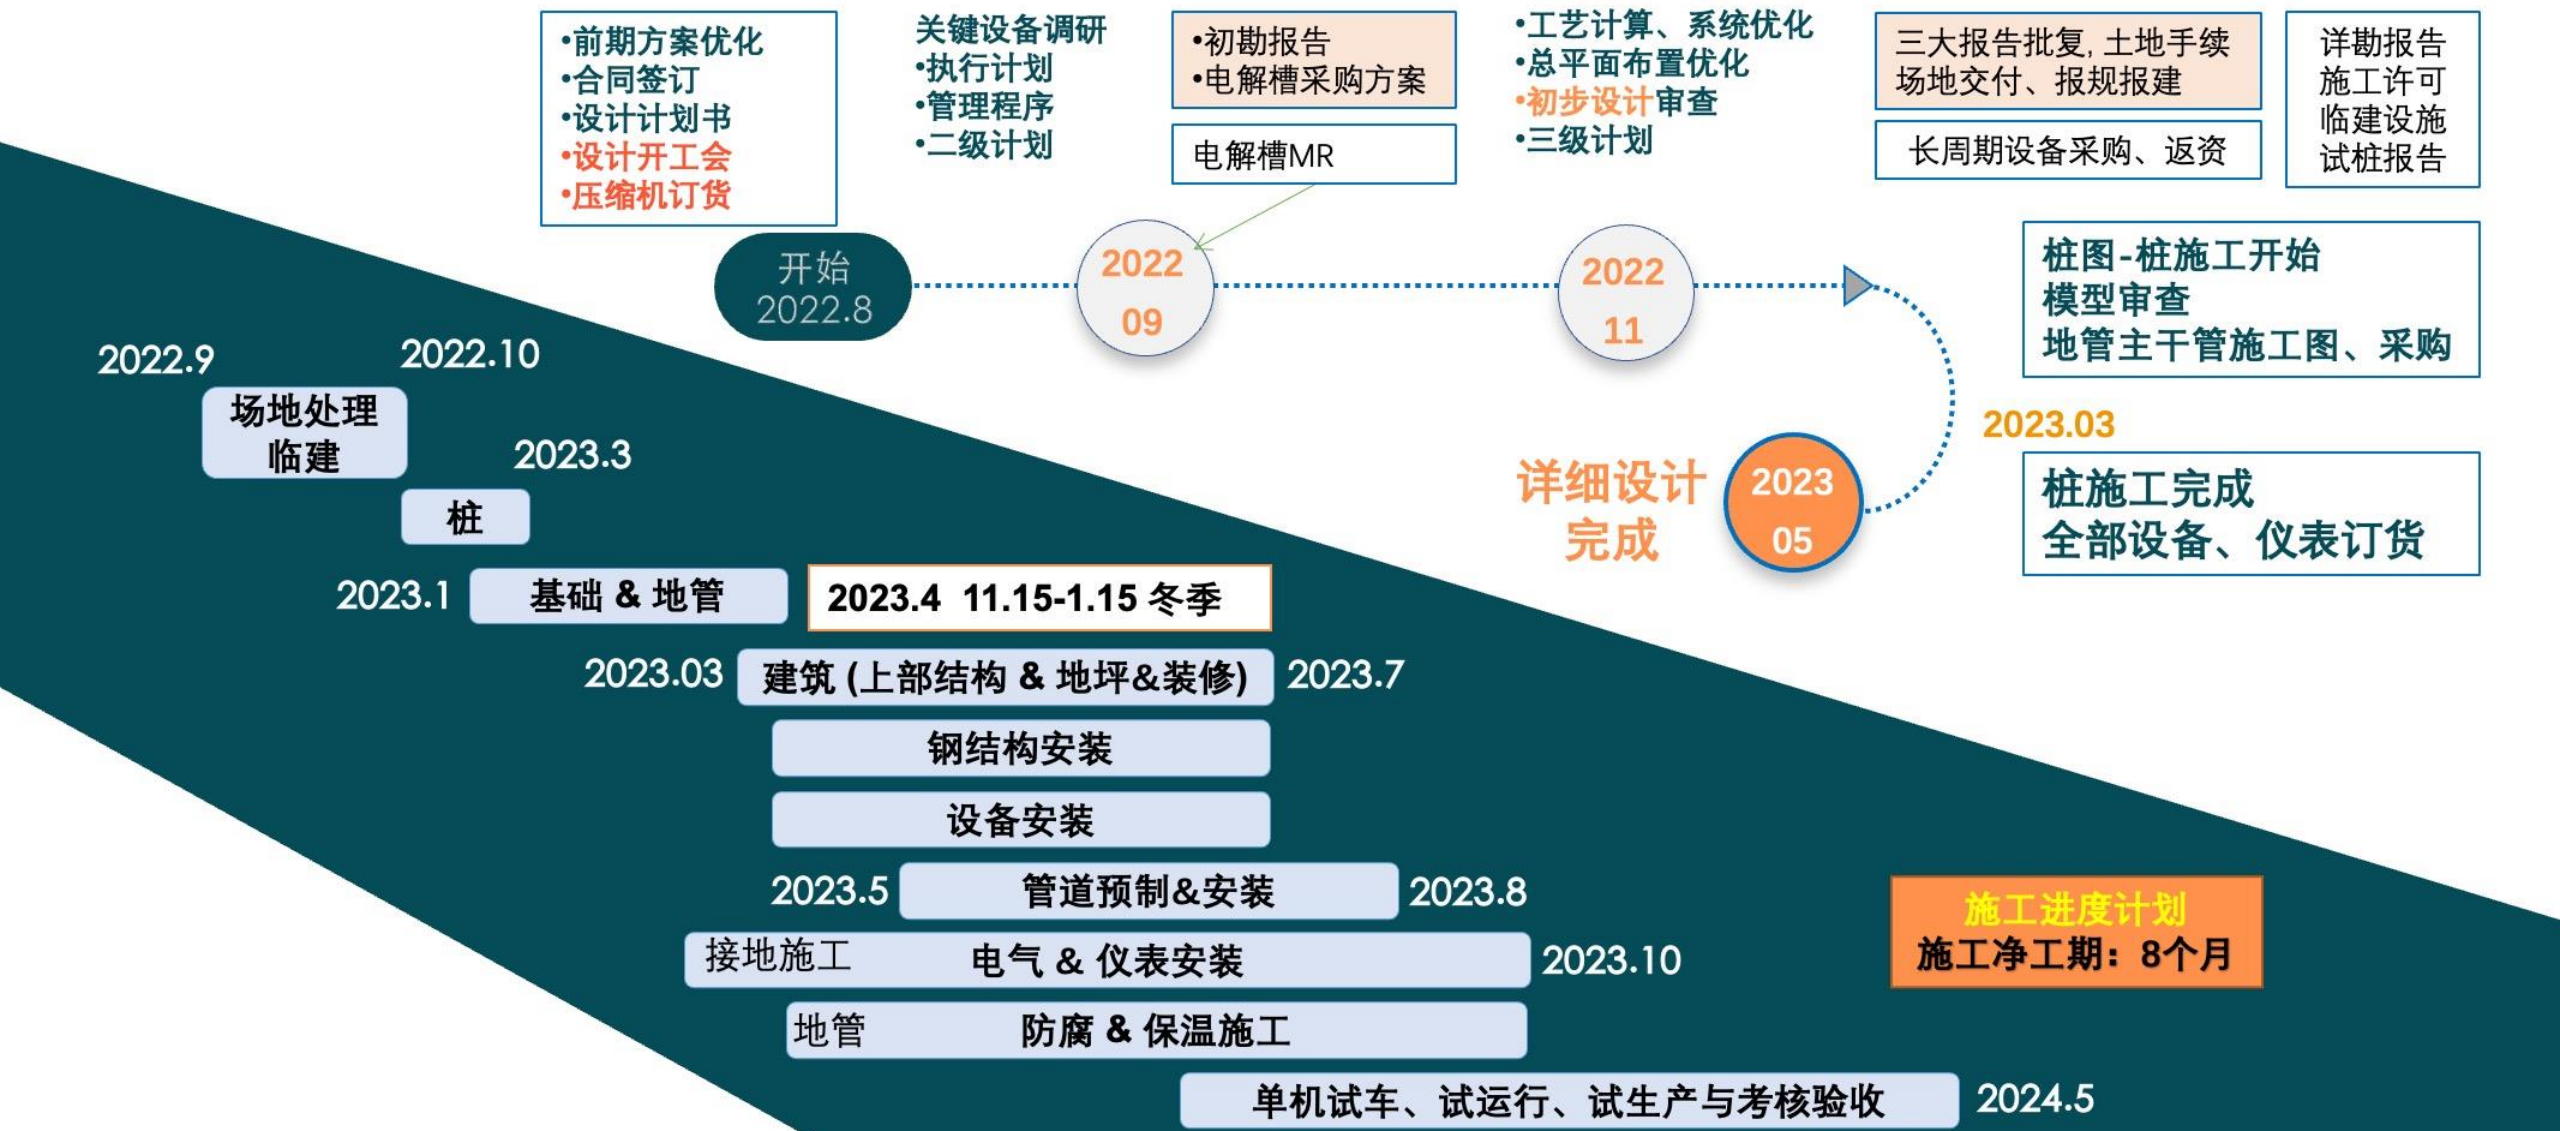 •前期方案优化
•合同签订
•设计计划书
•设计开工会
•压缩机订货
关键设备调研
•执行计划
•管理程序
•二级计划
•初勘报告
•电解槽采购方案
电解槽MR
•工艺计算、系统优化
•总平面布置优化
•初步设计审查
•三级计划
三大报告批复, 土地手续
场地交付、报规报建
长周期设备采购、返资
详勘报告
施工许可
临建设施
试桩报告
开始
2022.8
2022
09
2022
11
桩图-桩施工开始
模型审查
地管主干管施工图、采购
2023.03
桩施工完成
全部设备、仪表订货
详细设计
完成
2023
05
2022.9
2022.10
场地处理
临建
2023.3
桩
2023.1
基础 & 地管
2023.4 11.15-1.15 冬季
2023.03
建筑 (上部结构 & 地坪&装修)
2023.7
钢结构安装
设备安装
2023.5
管道预制&安装
2023.8
接地施工
电气 & 仪表安装
2023.10
地管
防腐 & 保温施工
单机试车、试运行、试生产与考核验收
2024.5
施工进度计划
施工净工期：8个月